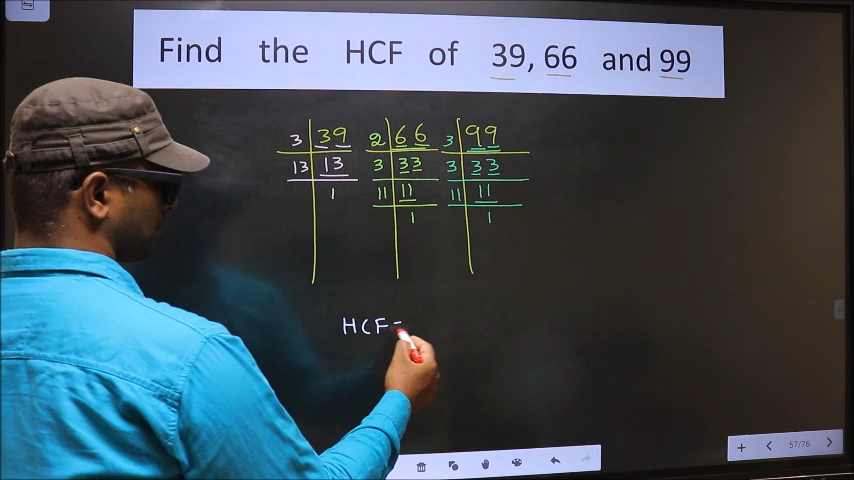 Find the HCF of 39, 66 and 99
3 39 2 66 3 99
13 13 3 33 3 33
1 11 11 11 11
1 1
HCF=
57/76